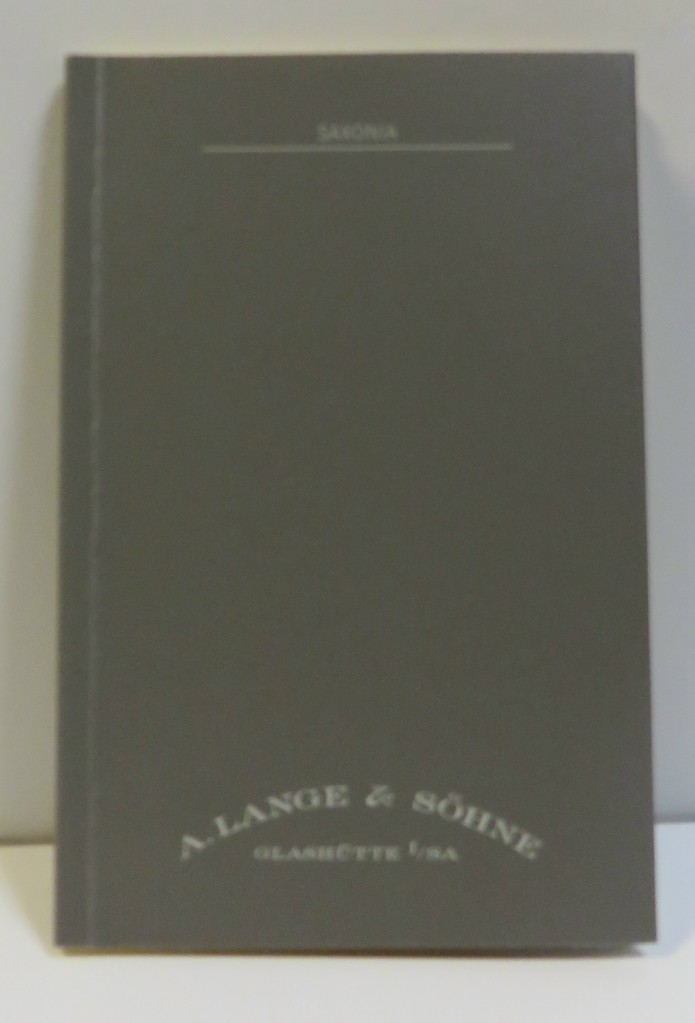 SAXONIA
A. LANGE & SÖHNE
GLASHÜTTE I/SA